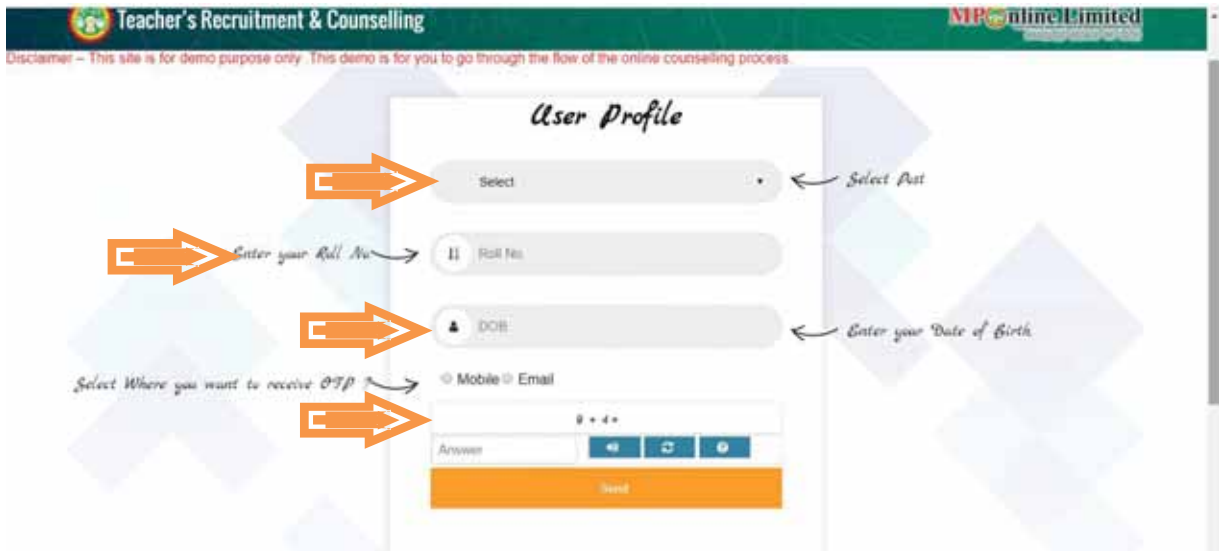 Teacher's Recruitment & Counselling
MPOnline Limited
Disclaimer – This site is for demo purpose only. This demo is for you to go through the flow of the online counselling process.
User Profile
Select
Select Post
Enter your Roll No
Roll No.
DOB
Enter your Date of Birth
Select Where you want to receive OTP ?
Mobile Email
+ 4 =
Answer
Send